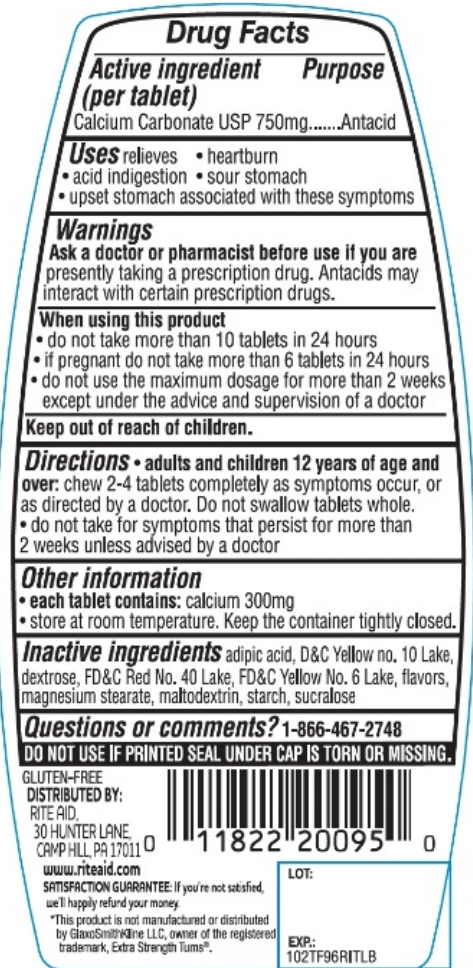 Drug Facts
Active ingredient Purpose
(per tablet)
Calcium Carbonate USP 750mg.......Antacid
Uses relieves • heartburn
• acid indigestion • sour stomach
• upset stomach associated with these symptoms
Warnings
Ask a doctor or pharmacist before use if you are
presently taking a prescription drug. Antacids may
interact with certain prescription drugs.
When using this product
• do not take more than 10 tablets in 24 hours
• if pregnant do not take more than 6 tablets in 24 hours
• do not use the maximum dosage for more than 2 weeks
except under the advice and supervision of a doctor
Keep out of reach of children.
Directions • adults and children 12 years of age and
over: chew 2-4 tablets completely as symptoms occur, or
as directed by a doctor. Do not swallow tablets whole.
• do not take for symptoms that persist for more than
2 weeks unless advised by a doctor
Other information
• each tablet contains: calcium 300mg
• store at room temperature. Keep the container tightly closed.
Inactive ingredients adipic acid, D&C Yellow no. 10 Lake,
dextrose, FD&C Red No. 40 Lake, FD&C Yellow No. 6 Lake, flavors,
magnesium stearate, maltodextrin, starch, sucralose
Questions or comments? 1-866-467-2748
DO NOT USE IF PRINTED SEAL UNDER CAP IS TORN OR MISSING.
GLUTEN-FREE
DISTRIBUTED BY:
RITE AID,
30 HUNTER LANE,
CAMP HILL, PA 17011
www.riteaid.com
SATISFACTION GUARANTEE: If you're not satisfied,
we'll happily refund your money.
*This product is not manufactured or distributed
by GlaxoSmithKline LLC, owner of the registered
trademark, Extra Strength Tums®.
0 11822 20095 0
LOT:
EXP.:
102TF96RITLB